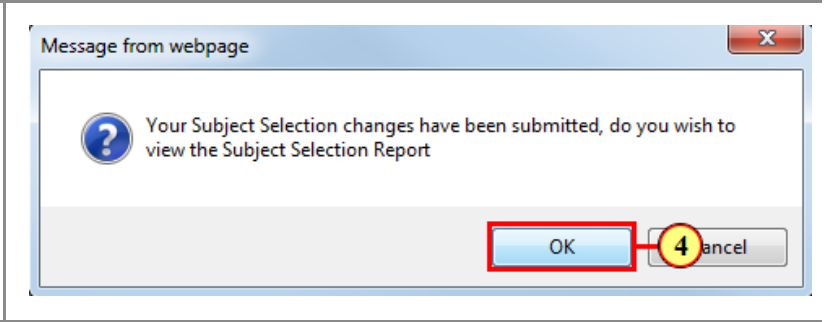 Message from webpage
Your Subject Selection changes have been submitted, do you wish to
view the Subject Selection Report
OK
4
ancel